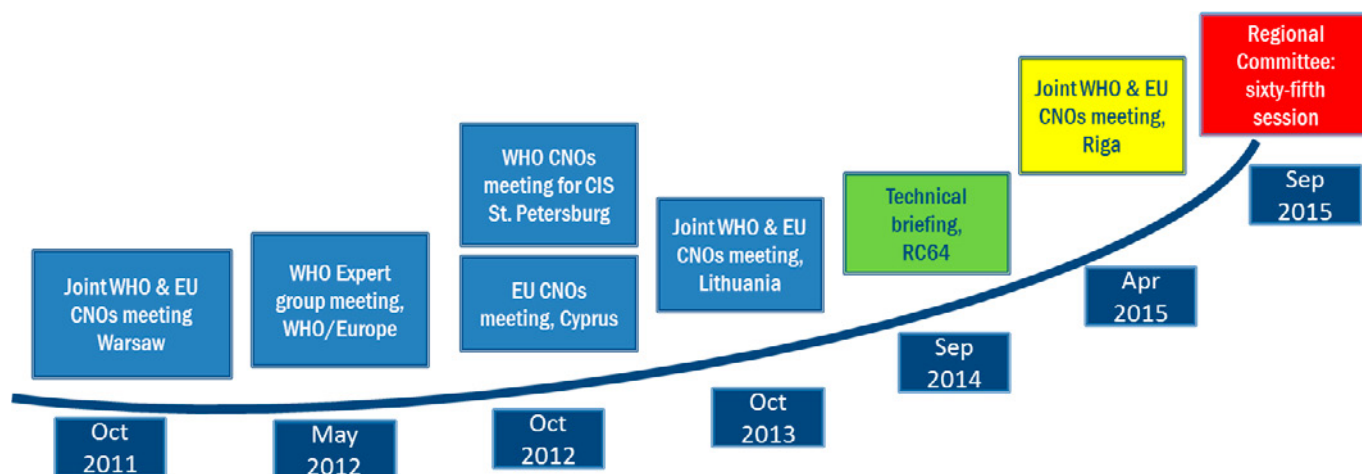 Joint WHO & EU
CNOs meeting
Warsaw
Oct
2011
WHO Expert
group meeting,
WHO/Europe
May
2012
WHO CNOs
meeting for CIS
St. Petersburg
EU CNOs
meeting, Cyprus
Oct
2012
Joint WHO & EU
CNOs meeting,
Lithuania
Oct
2013
Technical
briefing,
RC64
Sep
2014
Joint WHO & EU
CNOs meeting,
Riga
Apr
2015
Regional
Committee:
sixty-fifth
session
Sep
2015